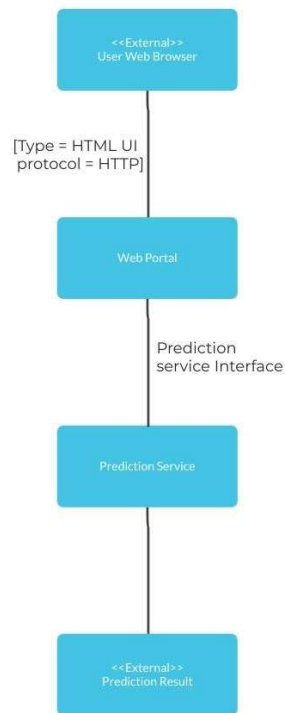 <<External>>
User Web Browser
[Type = HTML UI
protocol = HTTP]
Web Portal
Prediction
service Interface
Prediction Service
<<External>>
Prediction Result